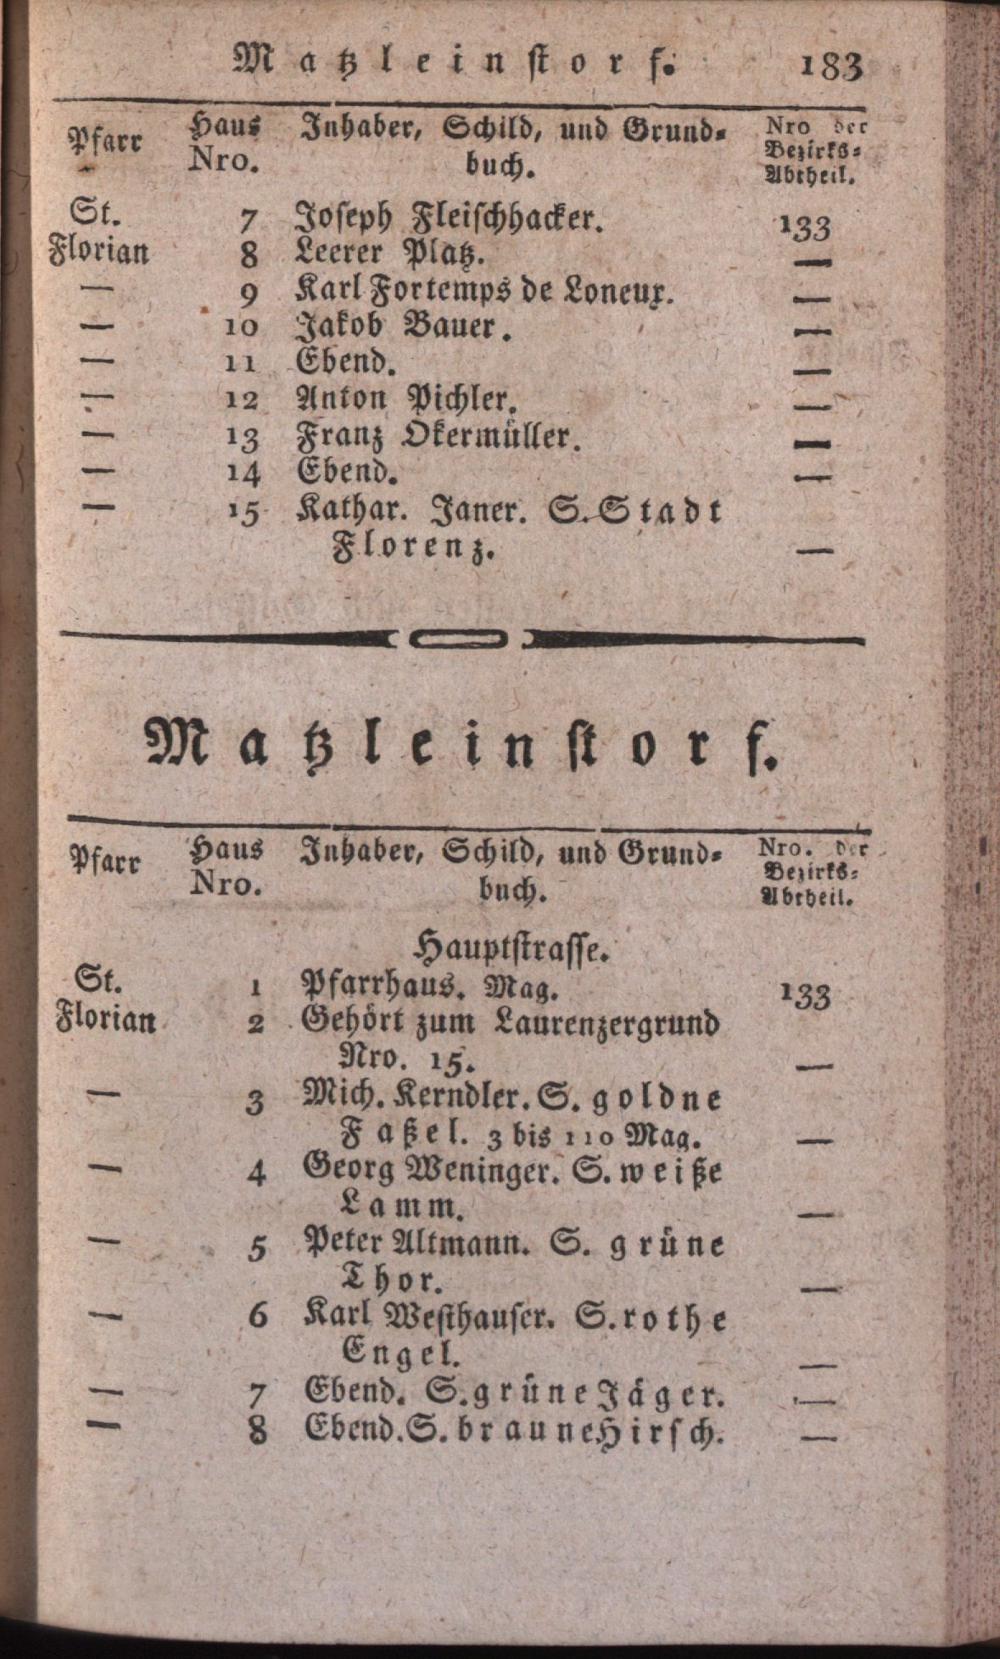 Matzleinstorf. 183
Pfarr Haus Nro. Inhaber, Schild, und Grund- buch. Nro der Bezirks- Abtheil.
St. 7 Joseph Fleischhacker. 133
Florian 8 Leerer Platz. —
— 9 Karl Fortemps de Loneux. —
— 10 Jakob Bauer. —
— 11 Ebend. —
— 12 Anton Pichler. —
— 13 Franz Okermüller. —
— 14 Ebend. —
— 15 Kathar. Janer. S. Stadt
Florenz. —
Matzleinstorf.
Pfarr Haus Nro. Inhaber, Schild, und Grund- buch. Nro. der Bezirks- Abtheil.
Hauptstrasse.
St. 1 Pfarrhaus. Mag. 133
Florian 2 Gehört zum Laurenzergrund
Nro. 15. —
— 3 Mich. Kerndler. S. goldne
Faßel. 3 bis 110 Mag. —
— 4 Georg Weninger. S. weiße
Lamm. —
— 5 Peter Altmann. S. grüne
Thor. —
— 6 Karl Westhauser. S. rothe
Engel. —
— 7 Ebend. S. grüne Jäger. —
— 8 Ebend. S. braune Hirsch. —